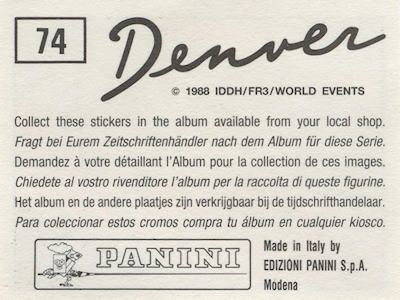 74
Denver
© 1988 IDDH/FR3/WORLD EVENTS
Collect these stickers in the album available from your local shop.
Fragt bei Eurem Zeitschriftenhändler nach dem Album für diese Serie.
Demandez à votre détaillant l'Album pour la collection de ces images.
Chiedete al vostro rivenditore l'album per la raccolta di queste figurine.
Het album en de andere plaatjes zijn verkrijgbaar bij de tijdschrifthandelaar.
Para coleccionar estos cromos compra tu álbum en cualquier kiosco.
PANINI
Made in Italy by
EDIZIONI PANINI S.p.A.
Modena